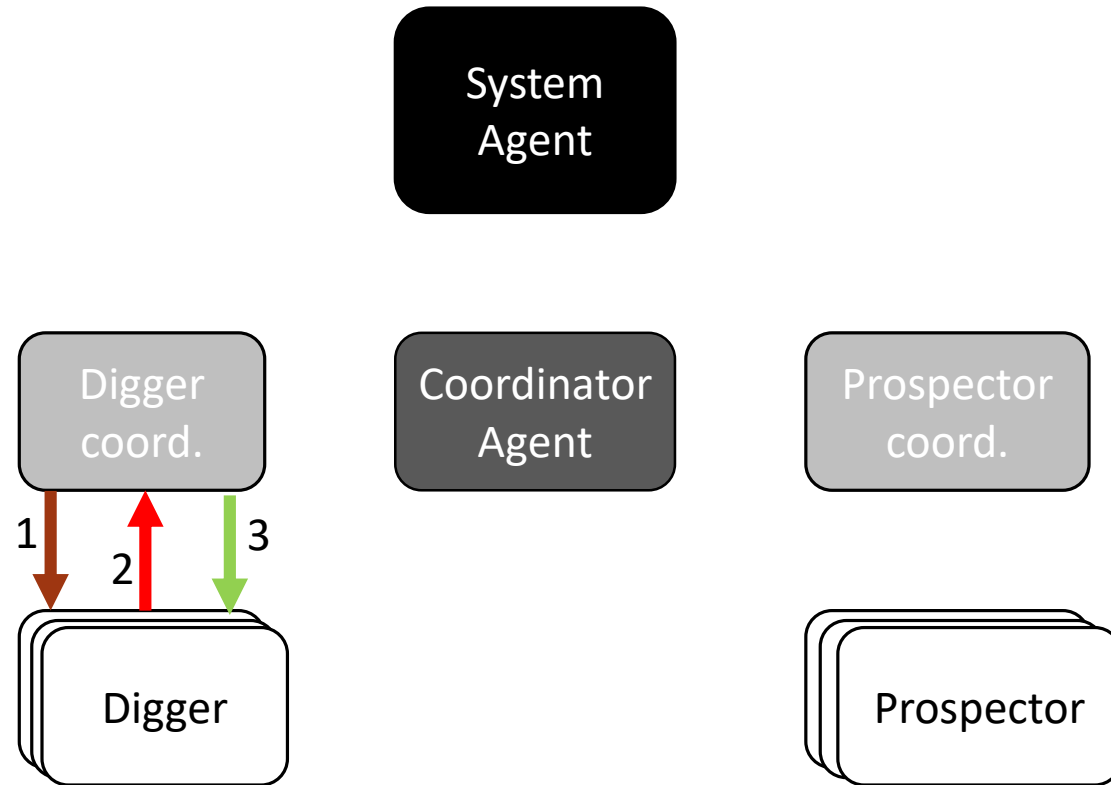 System
Agent
Digger
coord.
Coordinator
Agent
Prospector
coord.
1
2
3
Digger
Prospector